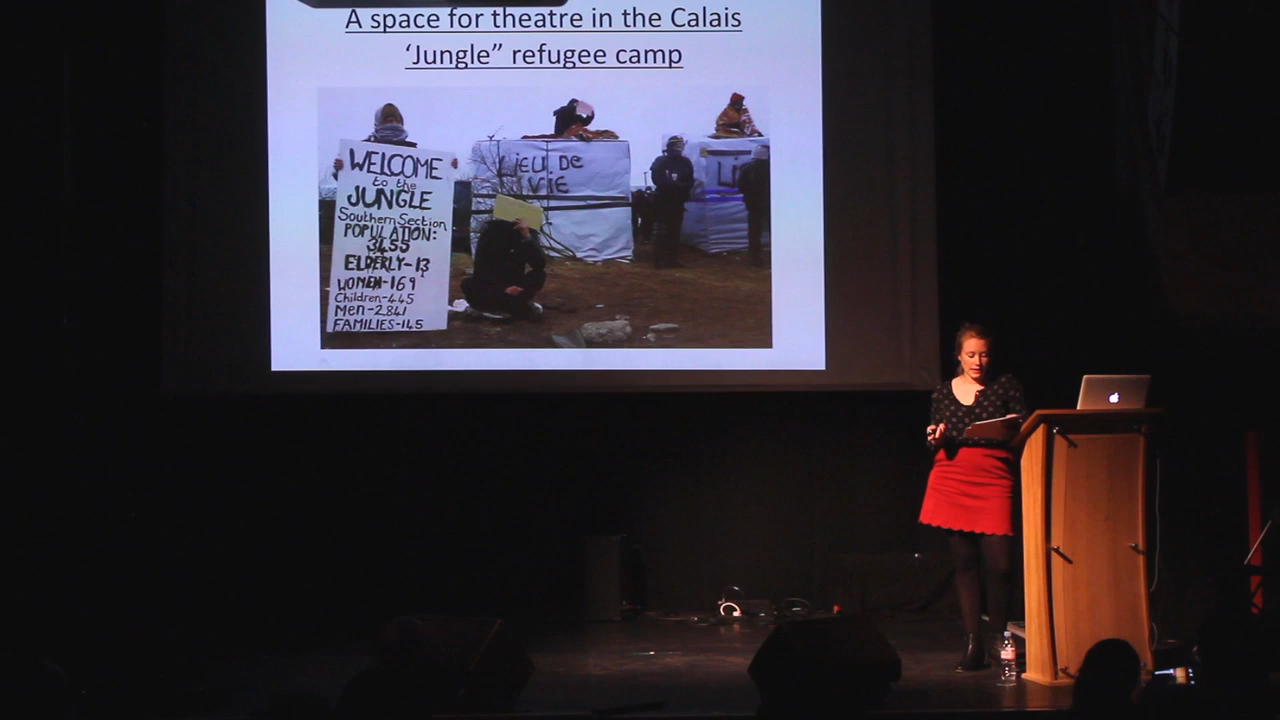 A space for theatre in the Calais
‘Jungle” refugee camp
WELCOME
to the
JUNGLE
Southern Section
POPULATION:
3455
ELDERLY-13
WOMEN-169
Children-445
Men-2841
FAMILIES-145
LiEU DE
ViE
Li